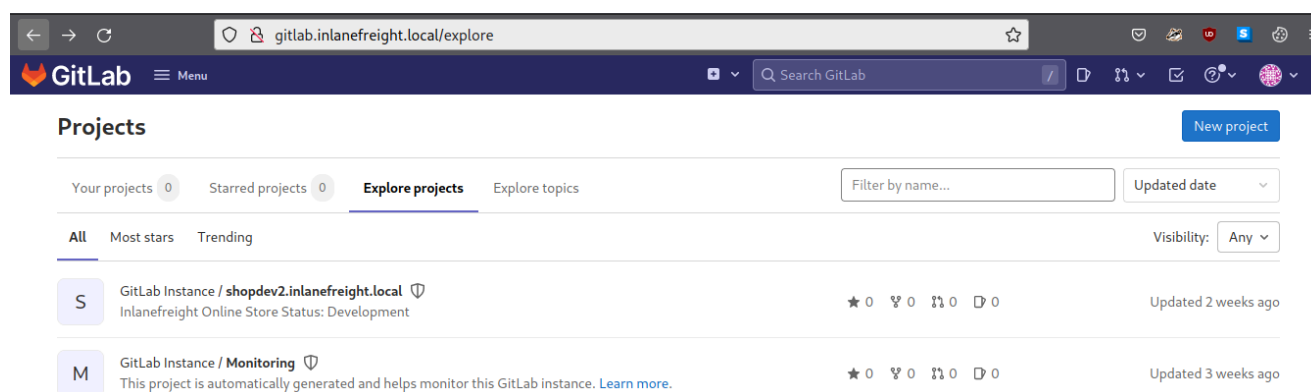 gitlab.inlanefreight.local/explore
GitLab Menu Search GitLab /
Projects New project
Your projects 0 Starred projects 0 Explore projects Explore topics Filter by name... Updated date
All Most stars Trending Visibility: Any
S GitLab Instance / shopdev2.inlanefreight.local
Inlanefreight Online Store Status: Development 0 0 0 0 Updated 2 weeks ago
M GitLab Instance / Monitoring
This project is automatically generated and helps monitor this GitLab instance. Learn more. 0 0 0 0 Updated 3 weeks ago